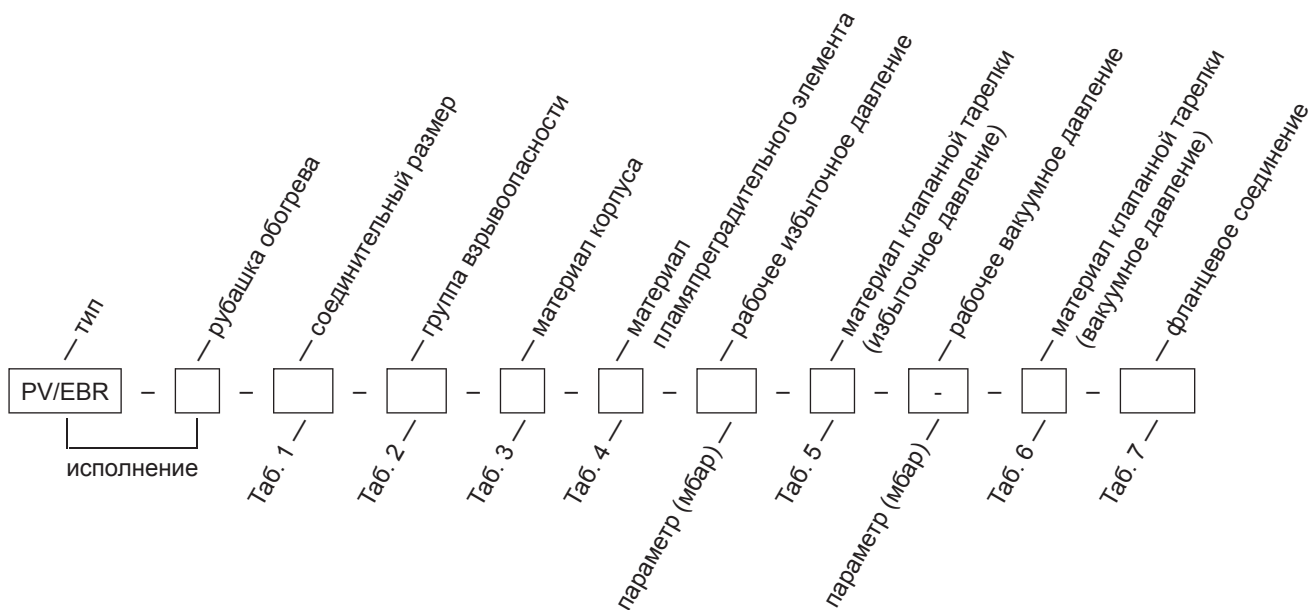 тип
рубашка обогрева
соединительный размер
группа взрывоопасности
материал корпуса
материал
пламяпреградительного элемента
рабочее избыточное давление
материал клапанной тарелки
(избыточное давление)
рабочее вакуумное давление
материал клапанной тарелки
(вакуумное давление)
фланцевое соединение
PV/EBR – – – – – – – – - – –
исполнение
Таб. 1
Таб. 2
Таб. 3
Таб. 4
параметр (мбар)
Таб. 5
параметр (мбар)
Таб. 6
Таб. 7